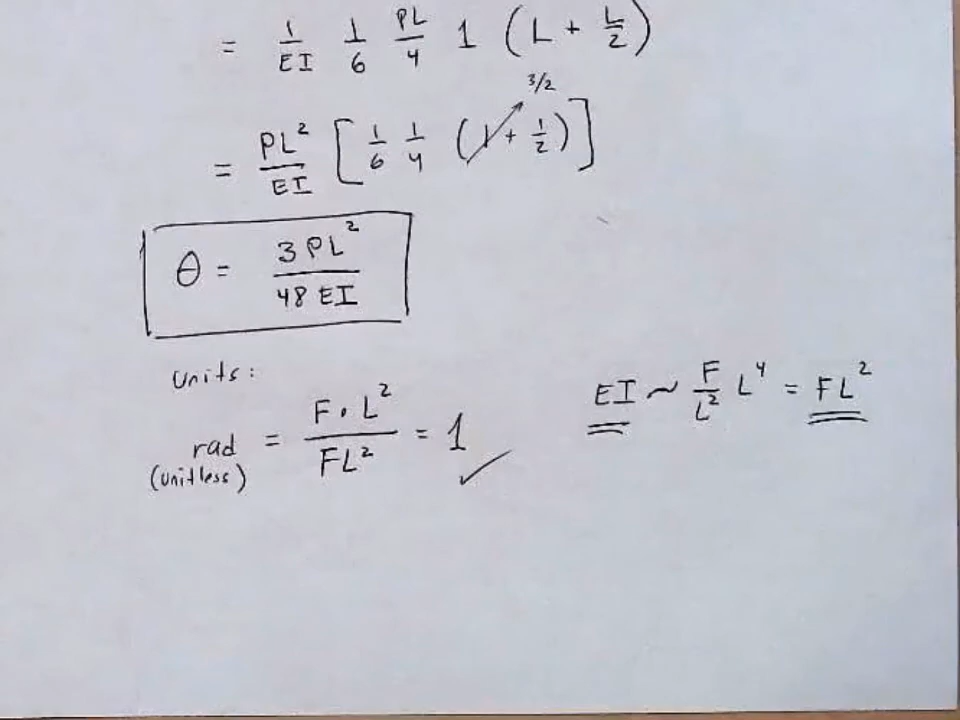 = 1/EI 1/6 PL/4 1 (L + L/2)
3/2
= PL²/EI [1/6 1/4 (1 + 1/2)]
θ = 3PL²/48EI
units:
rad (unitless) = F·L²/FL² = 1 ✓
EI ~ F/L² L⁴ = FL²